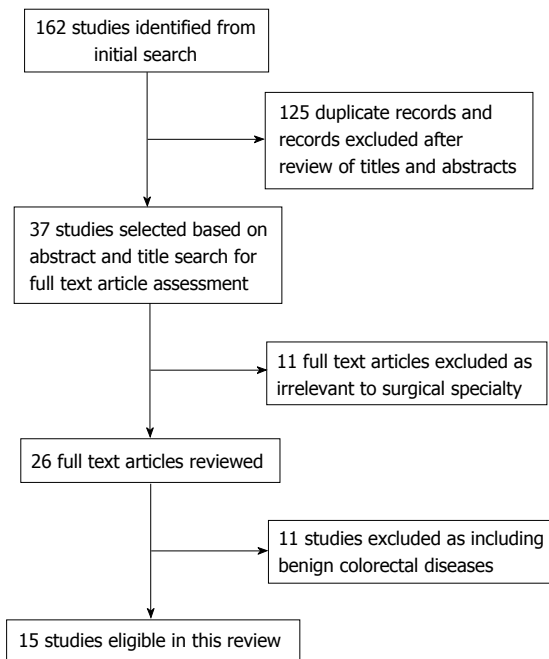 162 studies identified from
initial search
125 duplicate records and
records excluded after
review of titles and abstracts
37 studies selected based on
abstract and title search for
full text article assessment
11 full text articles excluded as
irrelevant to surgical specialty
26 full text articles reviewed
11 studies excluded as including
benign colorectal diseases
15 studies eligible in this review